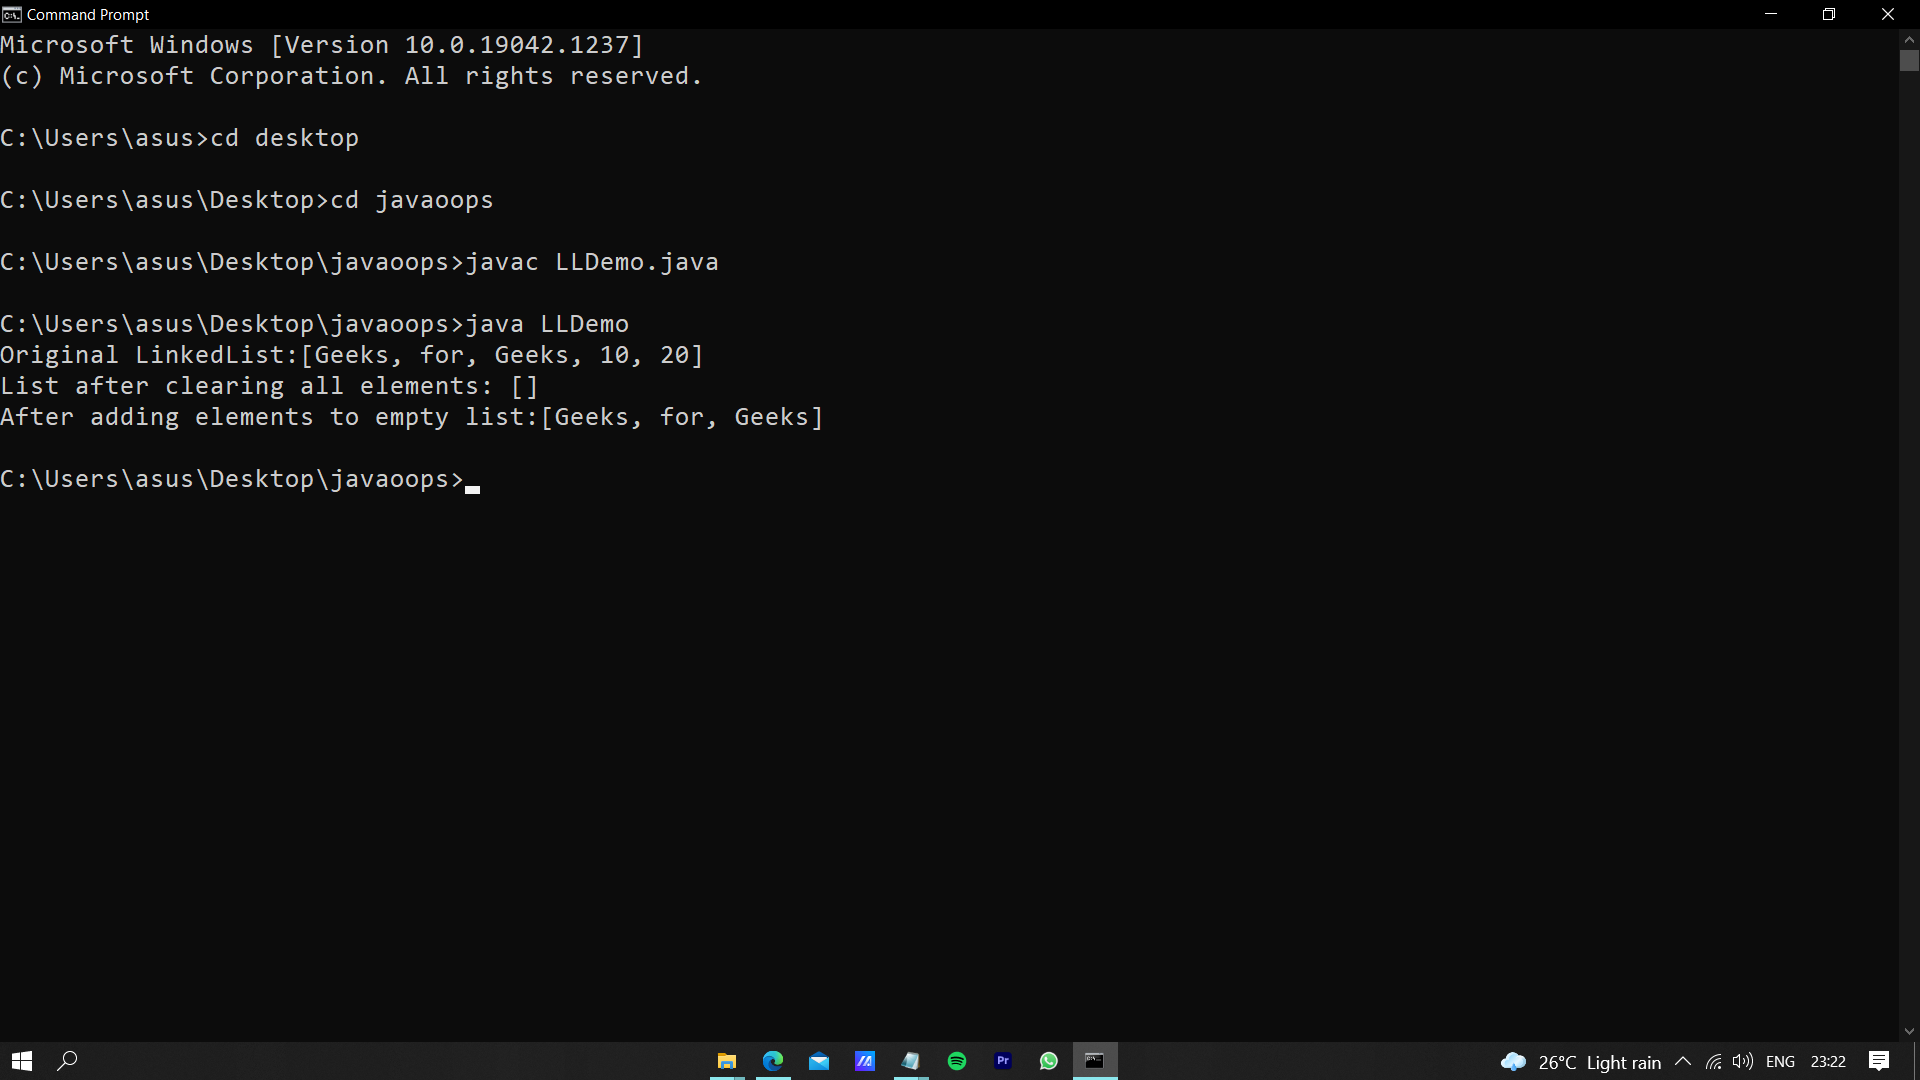 Command Prompt
Microsoft Windows [Version 10.0.19042.1237]
(c) Microsoft Corporation. All rights reserved.
C:\Users\asus>cd desktop
C:\Users\asus\Desktop>cd javaoops
C:\Users\asus\Desktop\javaoops>javac LLDemo.java
C:\Users\asus\Desktop\javaoops>java LLDemo
Original LinkedList:[Geeks, for, Geeks, 10, 20]
List after clearing all elements: []
After adding elements to empty list:[Geeks, for, Geeks]
C:\Users\asus\Desktop\javaoops>
Pr 26°C Light rain ENG 23:22